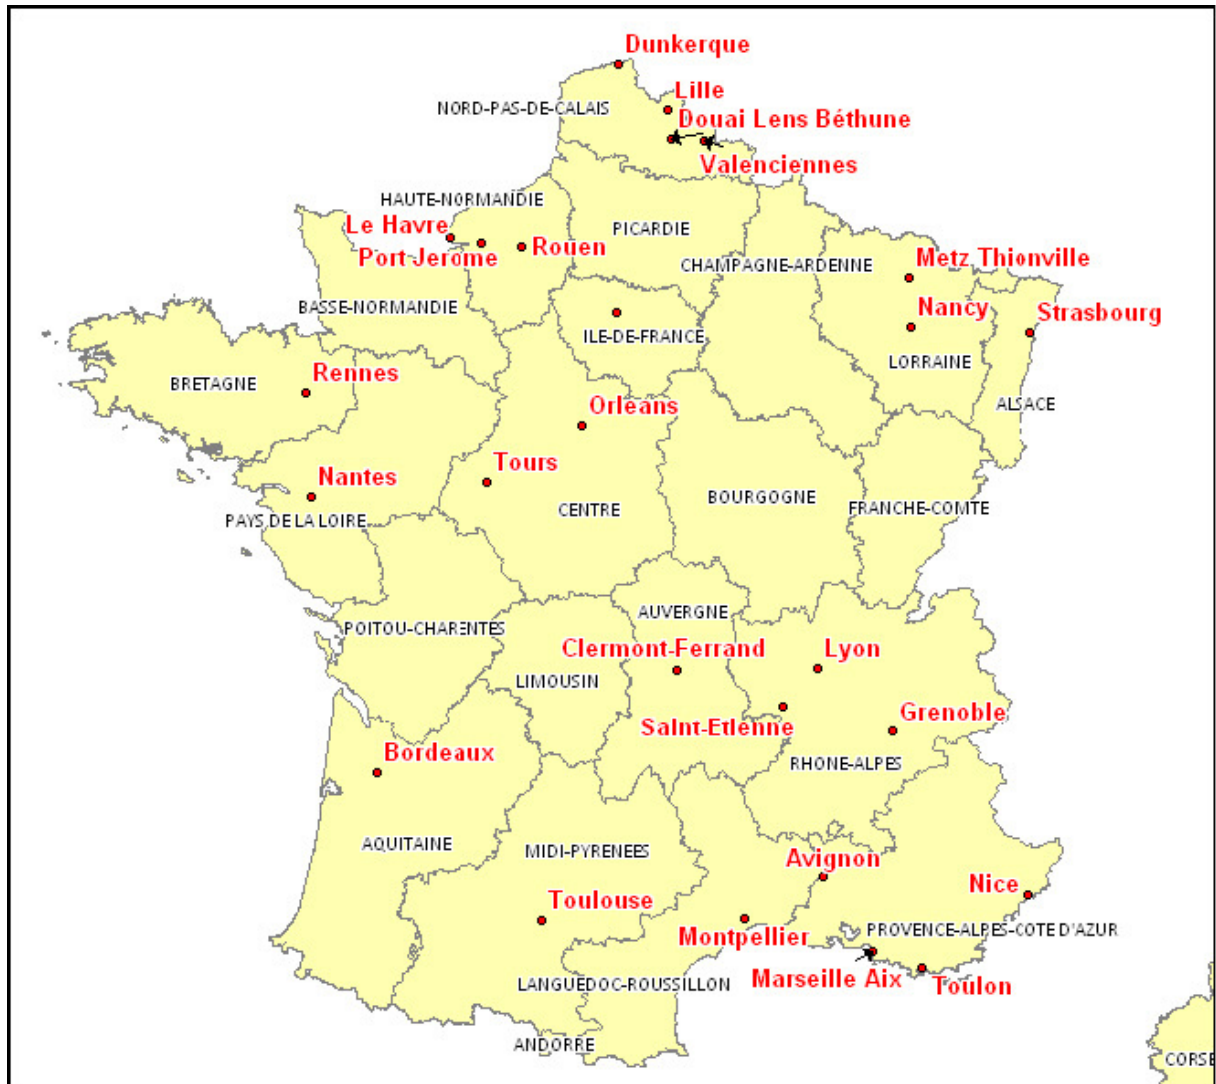 Dunkerque
Lille
NORD-PAS-DE-CALAIS
Douai Lens Béthune
Valenciennes
HAUTE-NORMANDIE
Le Havre
PICARDIE
Rouen
Port Jerome
CHAMPAGNE-ARDENNE
Metz Thionville
BASSE-NORMANDIE
Nancy
Strasbourg
ILE-DE-FRANCE
LORRAINE
Rennes
BRETAGNE
Orleans
ALSACE
Tours
Nantes
BOURGOGNE
FRANCHE-COMTE
CENTRE
PAYS DE LA LOIRE
AUVERGNE
POITOU-CHARENTES
Clermont-Ferrand
Lyon
LIMOUSIN
Grenoble
SaInt-EtIenne
Bordeaux
RHONE-ALPES
AQUITAINE
MIDI-PYRENEES
Avignon
Nice
Toulouse
PROVENCE-ALPES-COTE D'AZUR
Montpellier
Marseille Aix
LANGUEDOC-ROUSSILLON
Toulon
ANDORRE
CORSE